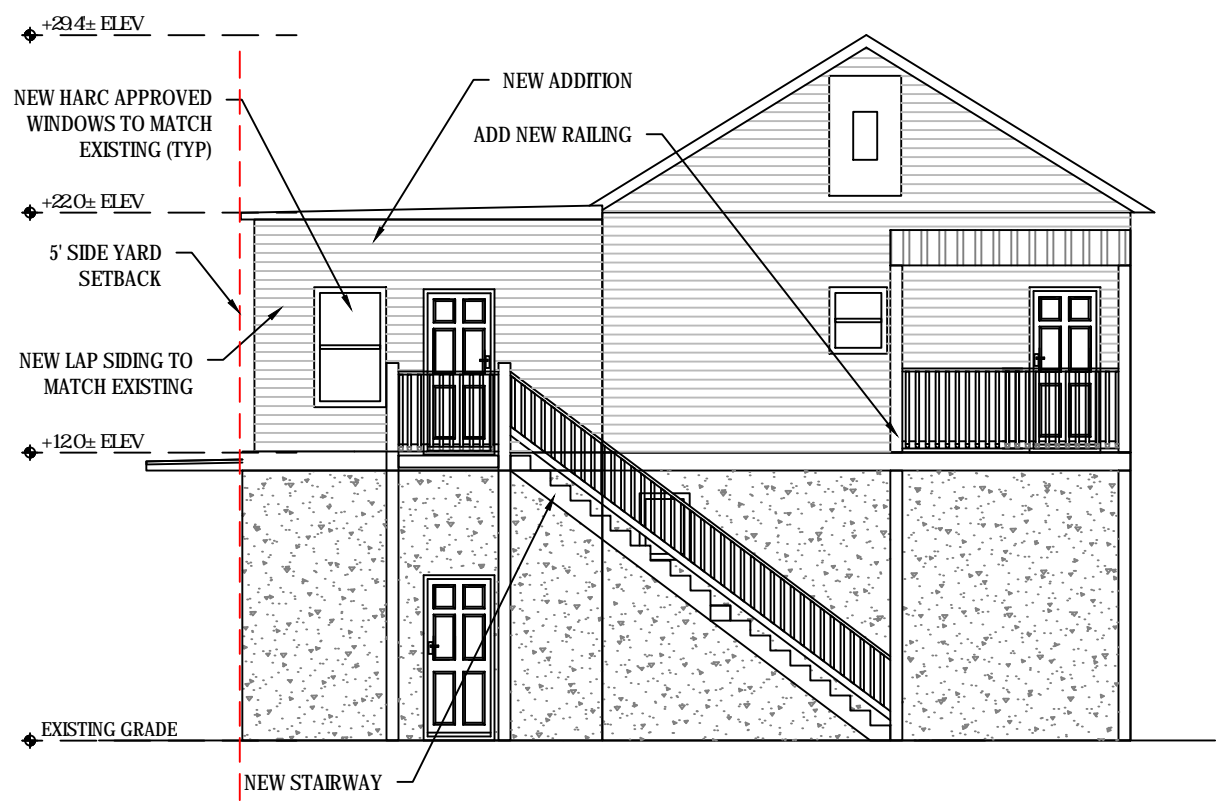 +29.4± ELEV
NEW HARC APPROVED
WINDOWS TO MATCH
EXISTING (TYP)
NEW ADDITION
ADD NEW RAILING
+22.0± ELEV
5' SIDE YARD
SETBACK
NEW LAP SIDING TO
MATCH EXISTING
+12.0± ELEV
EXISTING GRADE
NEW STAIRWAY